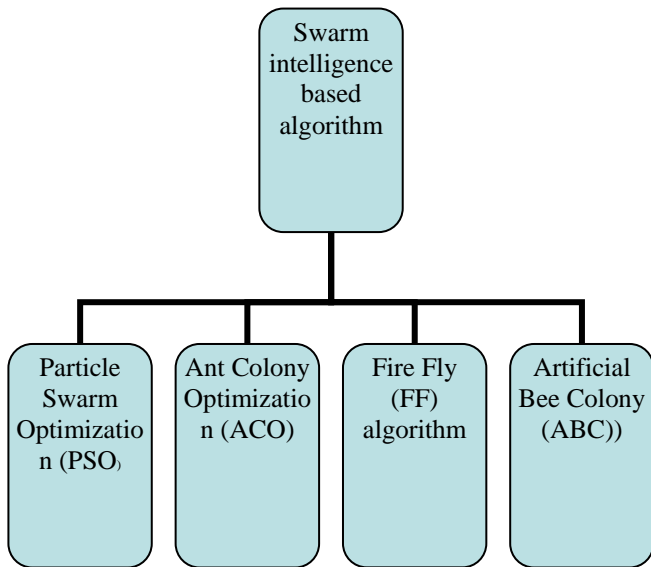 Swarm
intelligence
based
algorithm
Particle
Swarm
Optimizatio
n (PSO)
Ant Colony
Optimizatio
n (ACO)
Fire Fly
(FF)
algorithm
Artificial
Bee Colony
(ABC))